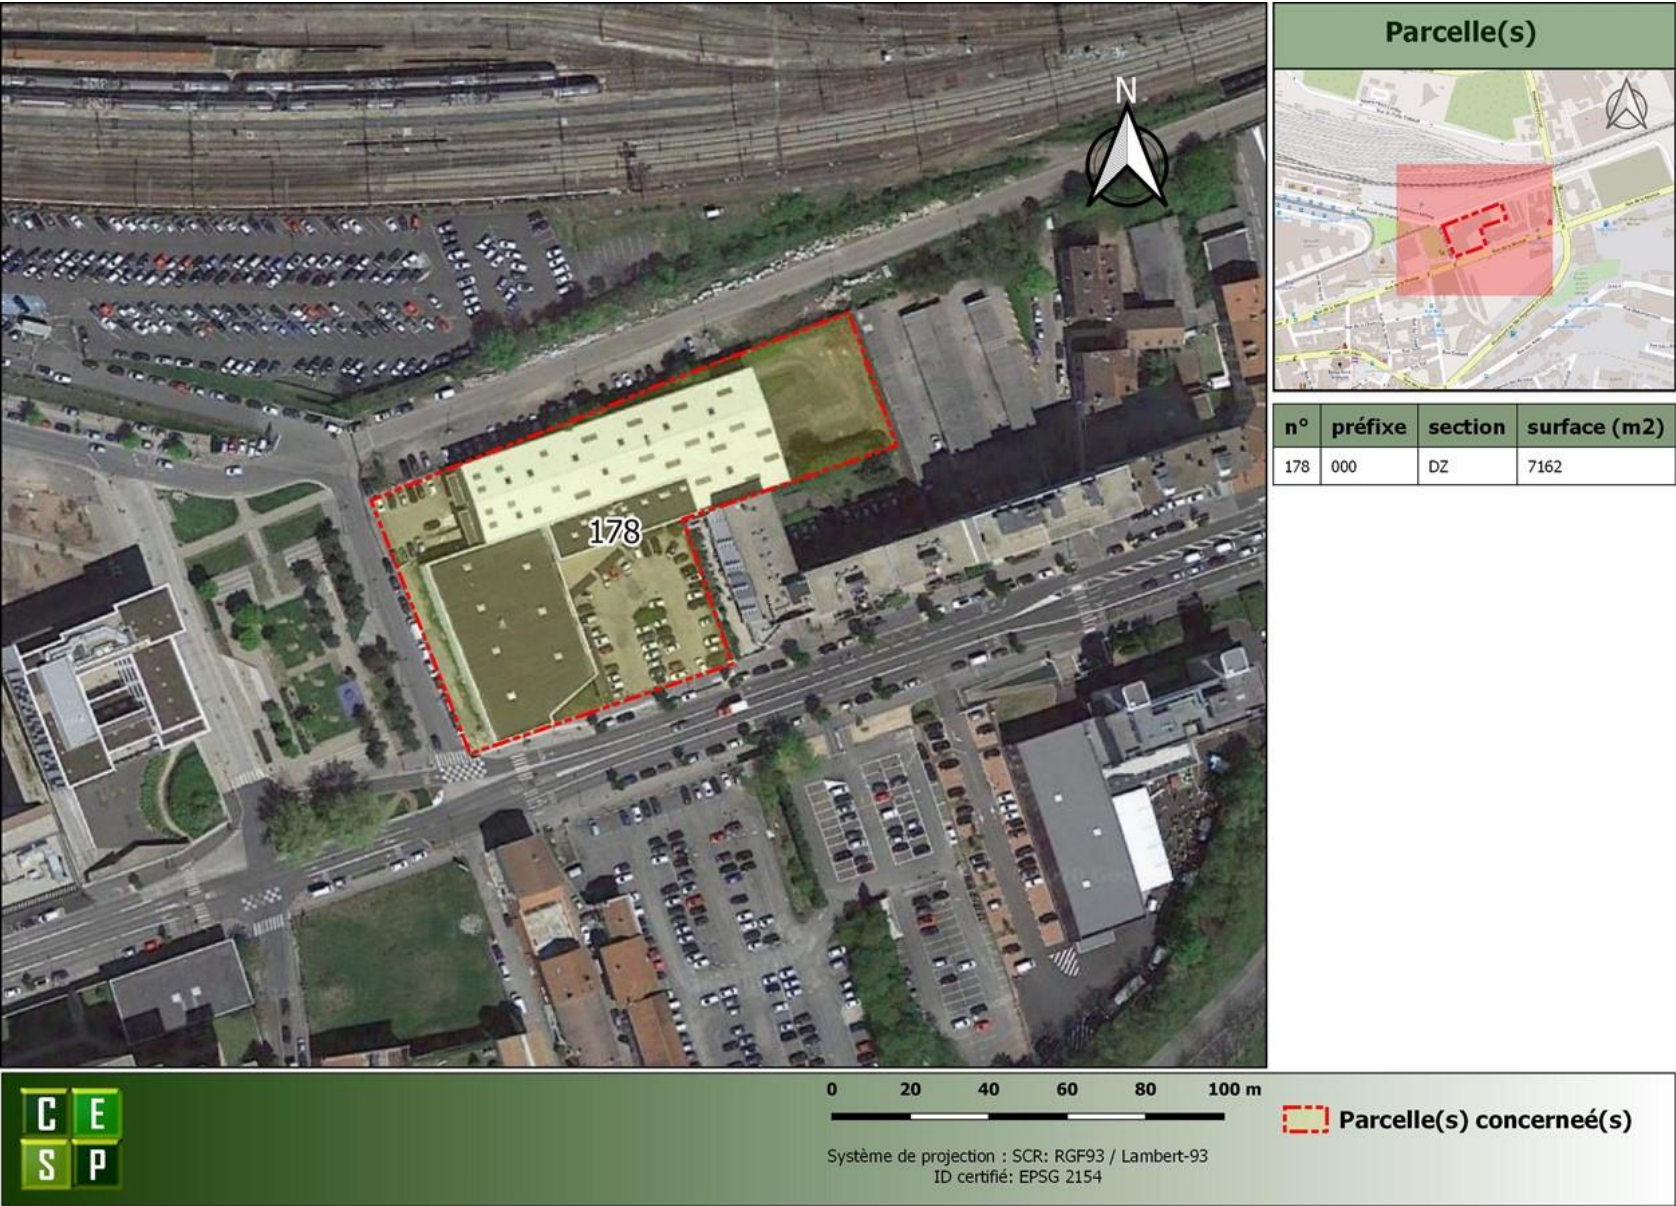 N
178
Parcelle(s)
n° préfixe section surface (m2)
178 000 DZ 7162
C E
S P
0 20 40 60 80 100 m
Système de projection : SCR: RGF93 / Lambert-93
ID certifié: EPSG 2154
Parcelle(s) concerneé(s)